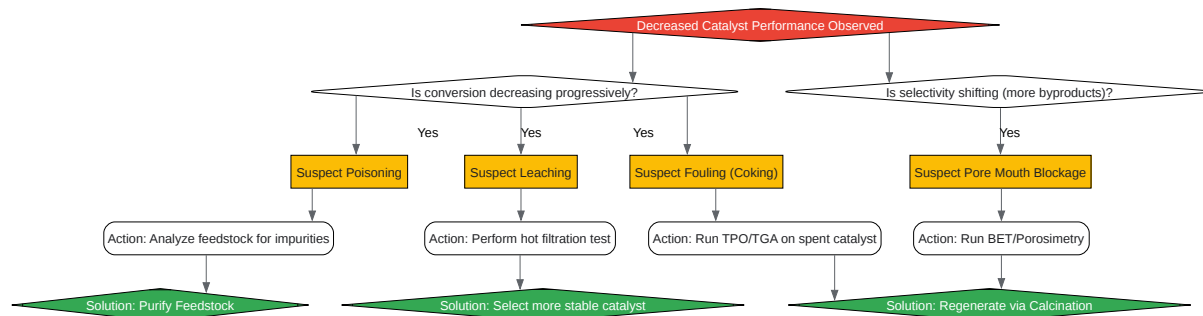 Decreased Catalyst Performance Observed
Is conversion decreasing progressively?
Is selectivity shifting (more byproducts)?
Yes
Yes
Yes
Yes
Suspect Poisoning
Suspect Leaching
Suspect Fouling (Coking)
Suspect Pore Mouth Blockage
Action: Analyze feedstock for impurities
Action: Perform hot filtration test
Action: Run TPO/TGA on spent catalyst
Action: Run BET/Porosimetry
Solution: Purify Feedstock
Solution: Select more stable catalyst
Solution: Regenerate via Calcination